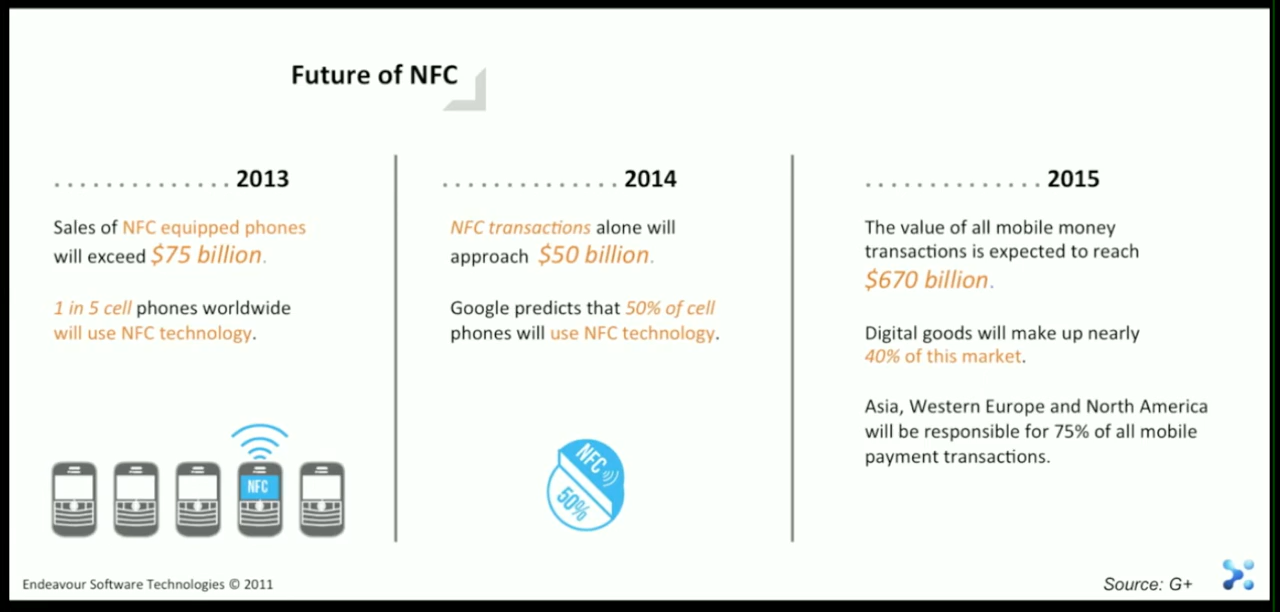 Future of NFC
. . . . . . . . . . . . . . 2013
Sales of NFC equipped phones
will exceed $75 billion.
1 in 5 cell phones worldwide
will use NFC technology.
NFC
. . . . . . . . . . . . . . 2014
NFC transactions alone will
approach $50 billion.
Google predicts that 50% of cell
phones will use NFC technology.
NFC
50%
. . . . . . . . . . . . . . 2015
The value of all mobile money
transactions is expected to reach
$670 billion.
Digital goods will make up nearly
40% of this market.
Asia, Western Europe and North America
will be responsible for 75% of all mobile
payment transactions.
Endeavour Software Technologies © 2011
Source: G+